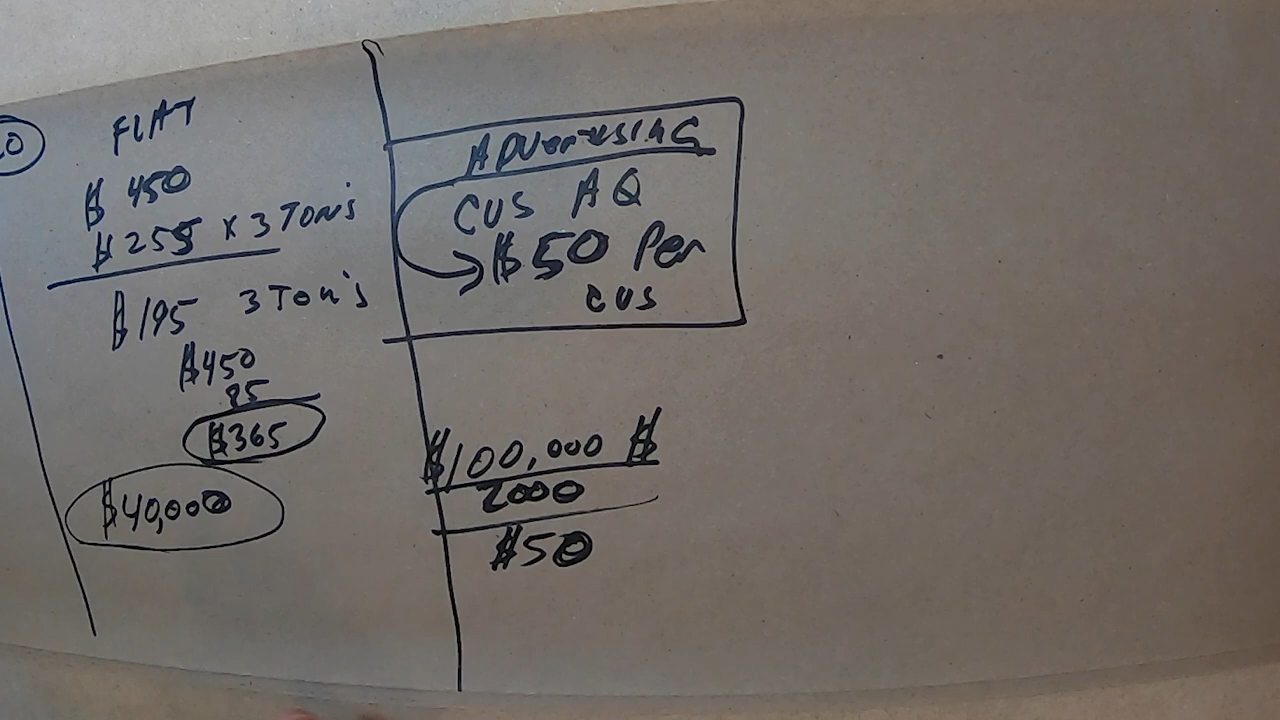 FLAT
$450
$255 x 3 TON's
$195 3 TON's
$450
85
$365
$40,000
ADVERTESING
CUS AQ
$50 Per
CUS
$100,000 $
2000
$50